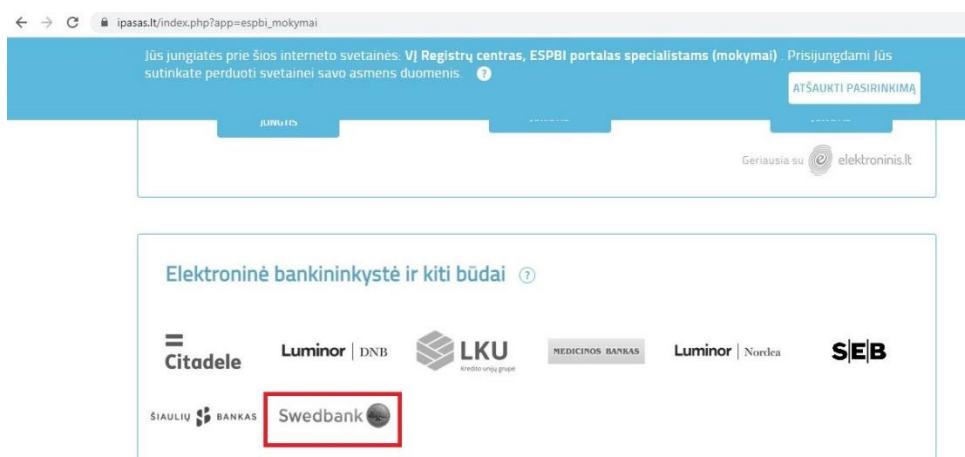 ipasas.lt/index.php?app=espbi_mokymai
Jūs jungiatės prie šios interneto svetainės: VĮ Registrų centras, ESPBI portalas specialistams (mokymai) . Prisijungdami Jūs
sutinkate perduoti svetainei savo asmens duomenis. ?
ATŠAUKTI PASIRINKIMĄ
Geriausia su elektroninis.lt
Elektroninė bankininkystė ir kiti būdai ?
Citadele Luminor | DNB LKU Kredito unijų grupė MEDICINOS BANKAS Luminor | Nordea S|E|B
ŠIAULIŲ BANKAS Swedbank